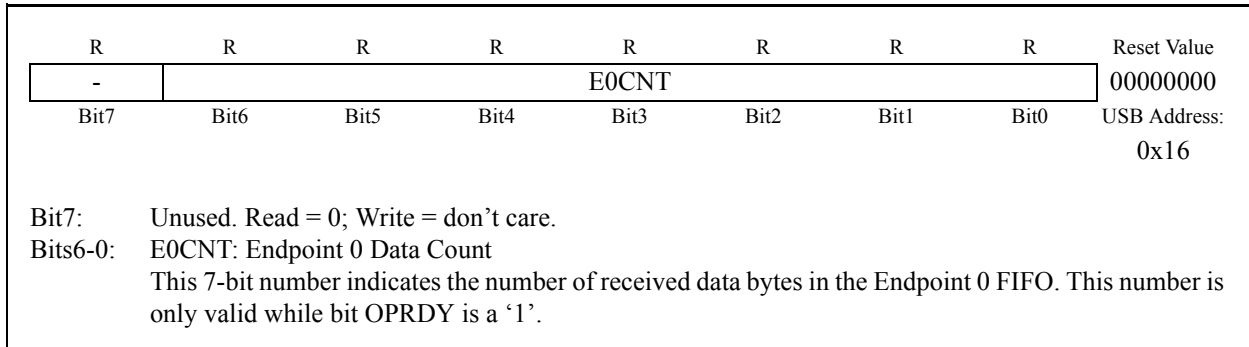 R R R R R R R R Reset Value
- E0CNT 00000000
Bit7 Bit6 Bit5 Bit4 Bit3 Bit2 Bit1 Bit0 USB Address:
0x16
Bit7: Unused. Read = 0; Write = don’t care.
Bits6-0: E0CNT: Endpoint 0 Data Count
This 7-bit number indicates the number of received data bytes in the Endpoint 0 FIFO. This number is
only valid while bit OPRDY is a ‘1’.